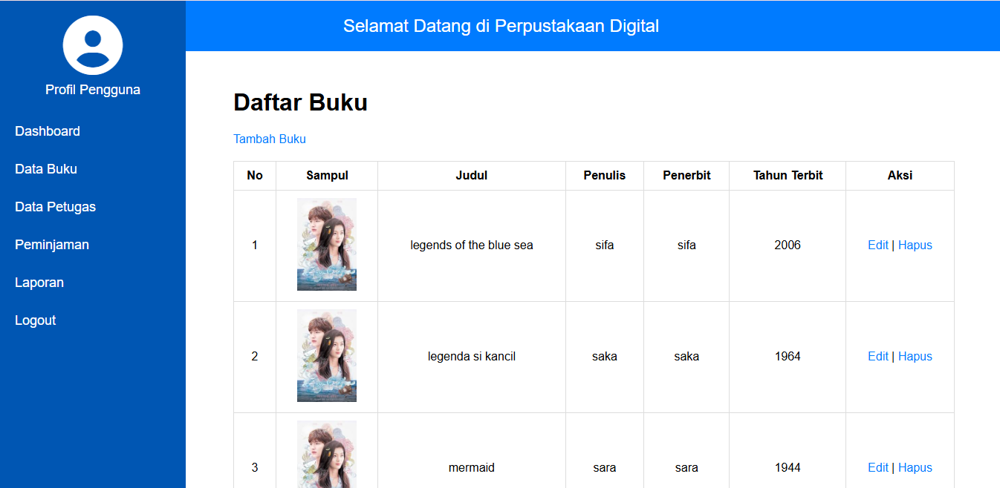 Selamat Datang di Perpustakaan Digital
Profil Pengguna
Dashboard
Data Buku
Data Petugas
Peminjaman
Laporan
Logout
Daftar Buku
Tambah Buku
No Sampul Judul Penulis Penerbit Tahun Terbit Aksi
1 legends of the blue sea sifa sifa 2006 Edit | Hapus
2 legenda si kancil saka saka 1964 Edit | Hapus
3 mermaid sara sara 1944 Edit | Hapus